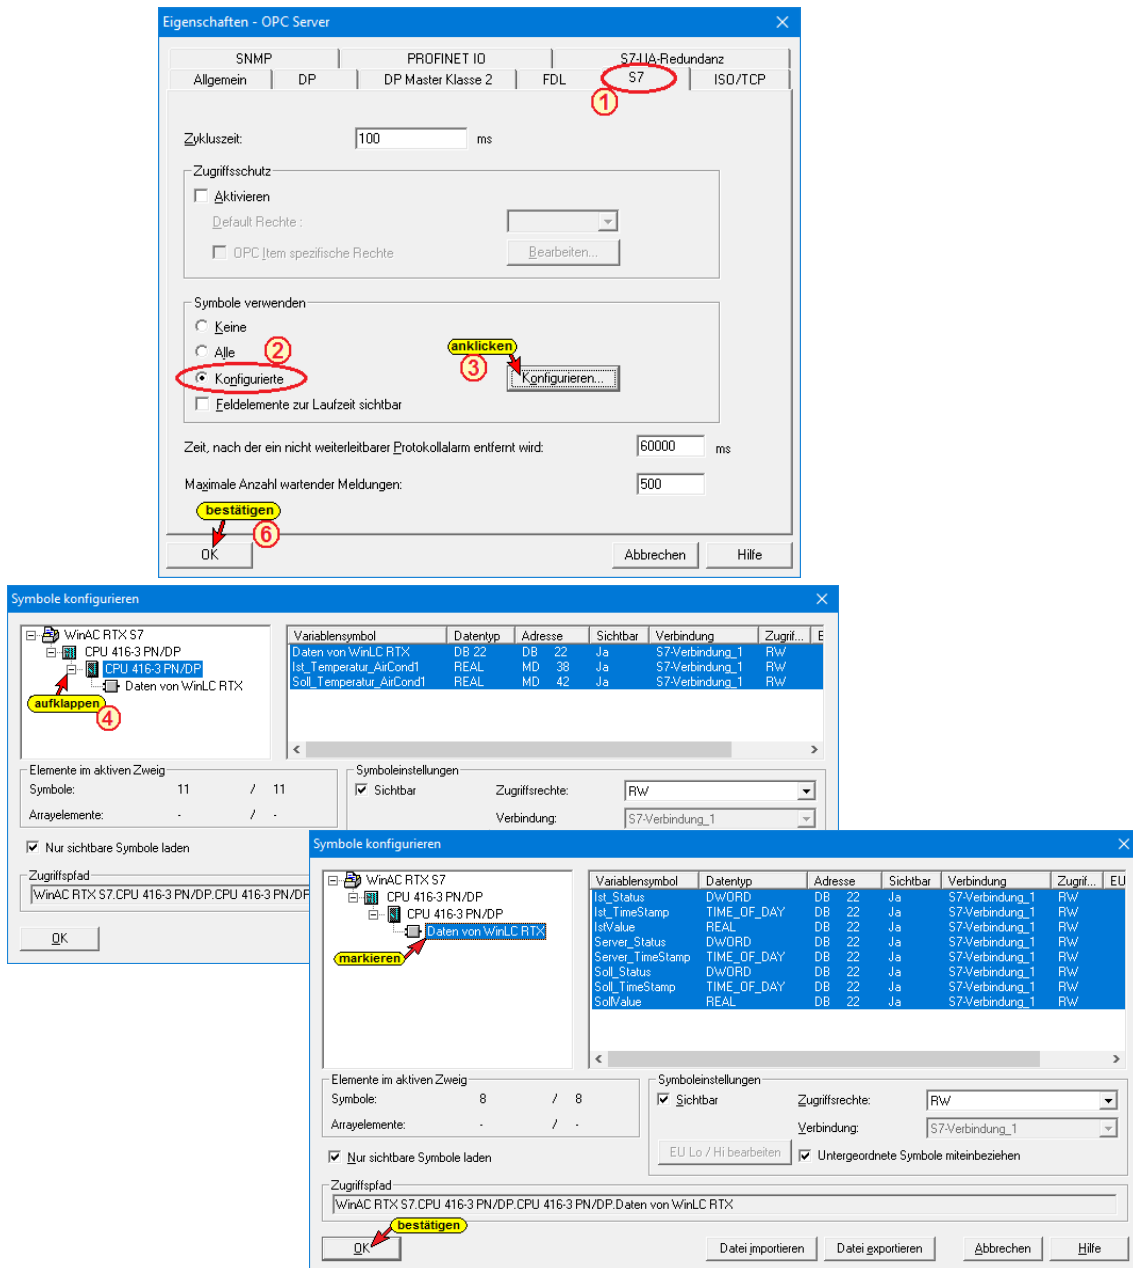 Eigenschaften - OPC Server
SNMP PROFINET IO S7-UA-Redundanz
Allgemein DP DP Master Klasse 2 FDL S7 ISO/TCP
1
Zykluszeit: 100 ms
Zugriffsschutz
Aktivieren
Default Rechte :
OPC Item spezifische Rechte Bearbeiten...
Symbole verwenden
Keine
anklicken
Alle 2 3
Konfigurierte Konfigurieren...
Feldelemente zur Laufzeit sichtbar
Zeit, nach der ein nicht weiterleitbarer Protokollalarm entfernt wird: 60000 ms
Maximale Anzahl wartender Meldungen: 500
bestätigen
6
OK Abbrechen Hilfe
Symbole konfigurieren
WinAC RTX S7
CPU 416-3 PN/DP
CPU 416-3 PN/DP
Daten von WinLC RTX
aufklappen
4
Variablensymbol Datentyp Adresse Sichtbar Verbindung Zugrif... E
Daten von WinLC RTX DB 22 DB 22 Ja S7-Verbindung_1 RW
Ist_Temperatur_AirCond1 REAL MD 38 Ja S7-Verbindung_1 RW
Soll_Temperatur_AirCond1 REAL MD 42 Ja S7-Verbindung_1 RW
Elemente im aktiven Zweig
Symbole: 11 / 11
Arrayelemente: - / -
Symboleinstellungen
Sichtbar Zugriffsrechte: RW
Verbindung: S7-Verbindung_1
Nur sichtbare Symbole laden
Zugriffspfad
WinAC RTX S7.CPU 416-3 PN/DP.CPU 416-3 PN/DP
OK
Symbole konfigurieren
WinAC RTX S7
CPU 416-3 PN/DP
CPU 416-3 PN/DP
Daten von WinLC RTX
markieren
Variablensymbol Datentyp Adresse Sichtbar Verbindung Zugrif... EU
Ist_Status DWORD DB 22 Ja S7-Verbindung_1 RW
Ist_TimeStamp TIME_OF_DAY DB 22 Ja S7-Verbindung_1 RW
IstValue REAL DB 22 Ja S7-Verbindung_1 RW
Server_Status DWORD DB 22 Ja S7-Verbindung_1 RW
Server_TimeStamp TIME_OF_DAY DB 22 Ja S7-Verbindung_1 RW
Soll_Status DWORD DB 22 Ja S7-Verbindung_1 RW
Soll_TimeStamp TIME_OF_DAY DB 22 Ja S7-Verbindung_1 RW
SollValue REAL DB 22 Ja S7-Verbindung_1 RW
Elemente im aktiven Zweig
Symbole: 8 / 8
Arrayelemente: - / -
Symboleinstellungen
Sichtbar Zugriffsrechte: RW
Verbindung: S7-Verbindung_1
EU Lo / Hi bearbeiten Untergeordnete Symbole miteinbeziehen
Nur sichtbare Symbole laden
Zugriffspfad
WinAC RTX S7.CPU 416-3 PN/DP.CPU 416-3 PN/DP.Daten von WinLC RTX
bestätigen
OK Datei importieren Datei exportieren Abbrechen Hilfe